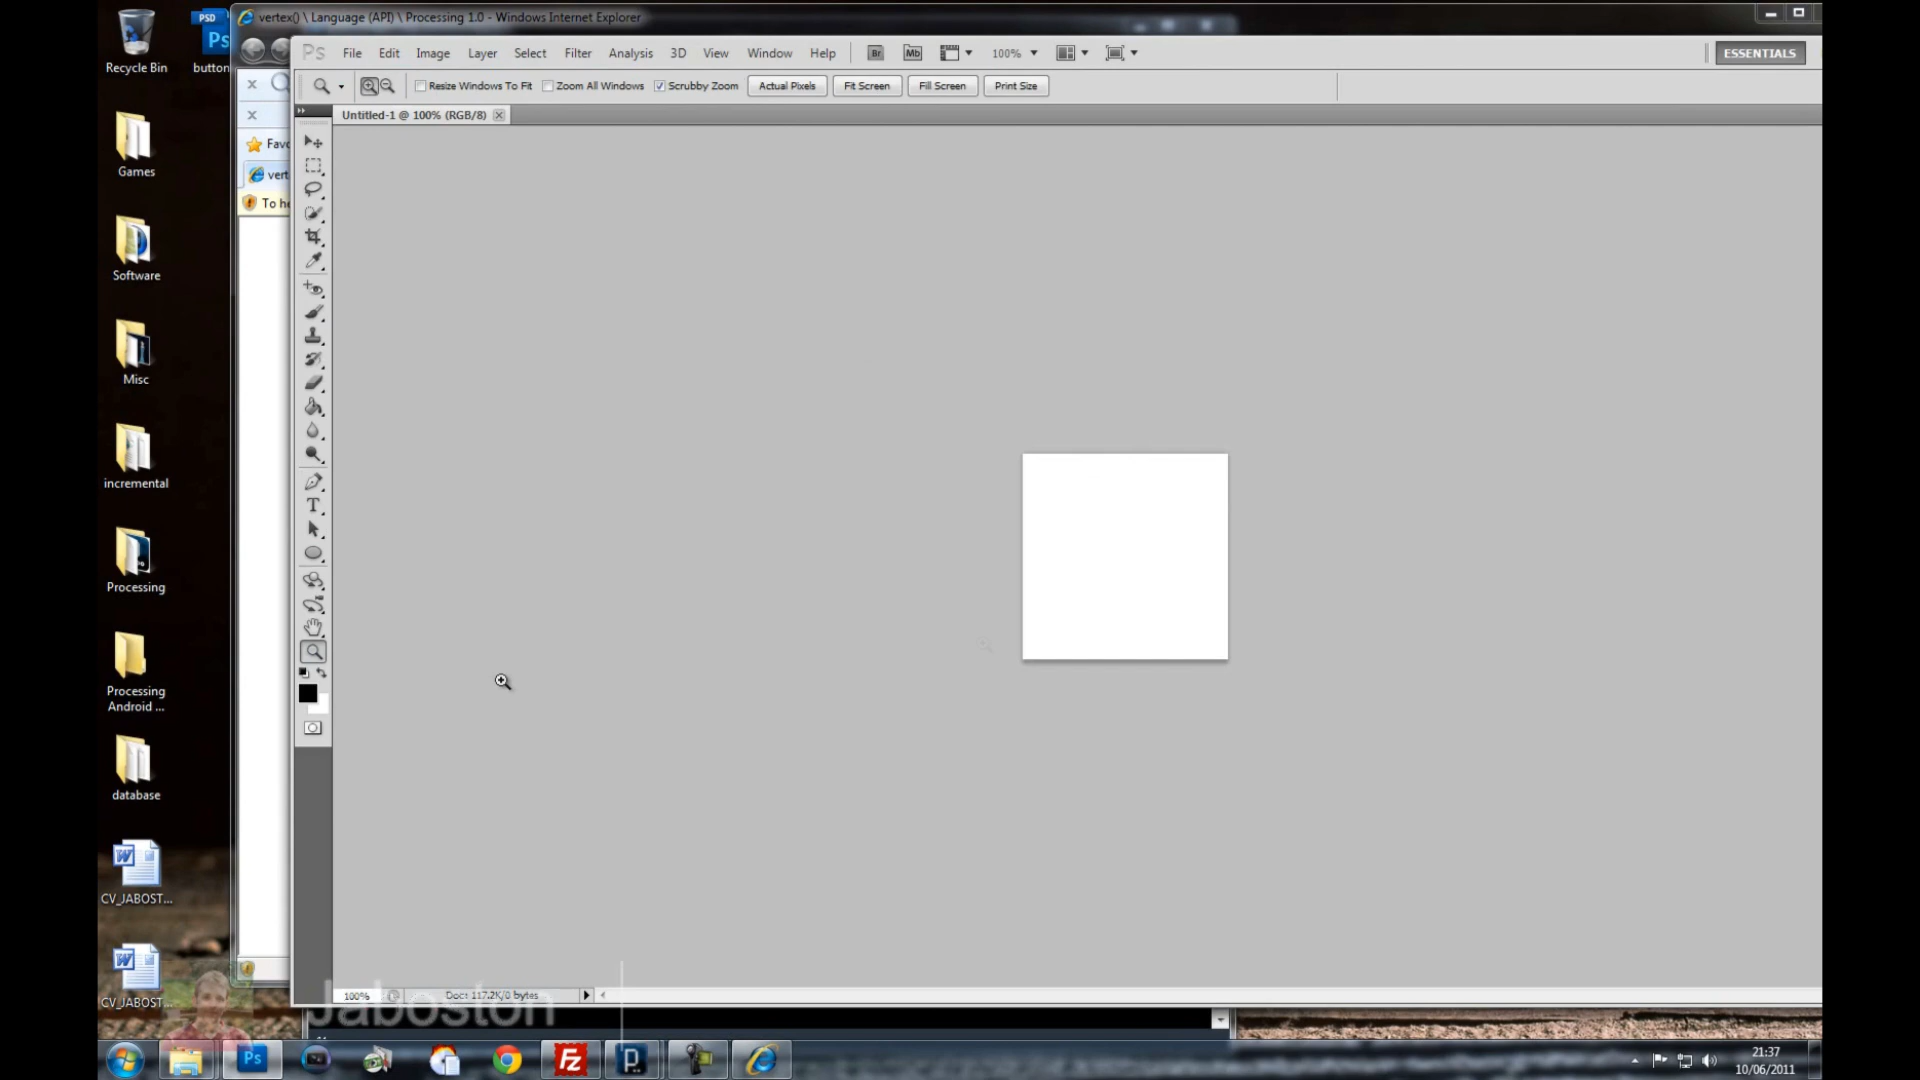 vertex() \ Language (API) \ Processing 1.0 - Windows Internet Explorer
Recycle Bin
PSD
Ps
button
Ps File Edit Image Layer Select Filter Analysis 3D View Window Help Br Mb 100% ESSENTIALS
Resize Windows To Fit Zoom All Windows Scrubby Zoom Actual Pixels Fit Screen Fill Screen Print Size
Untitled-1 @ 100% (RGB/8)
Favo
vert
To he
Games
Software
Misc
incremental
Processing
Processing
Android ...
database
CV_JABOST...
CV_JABOST...
T
100% Doc: 117.2K/0 bytes
Jaboston
Ps
Fz
P
21:37
10/06/2011